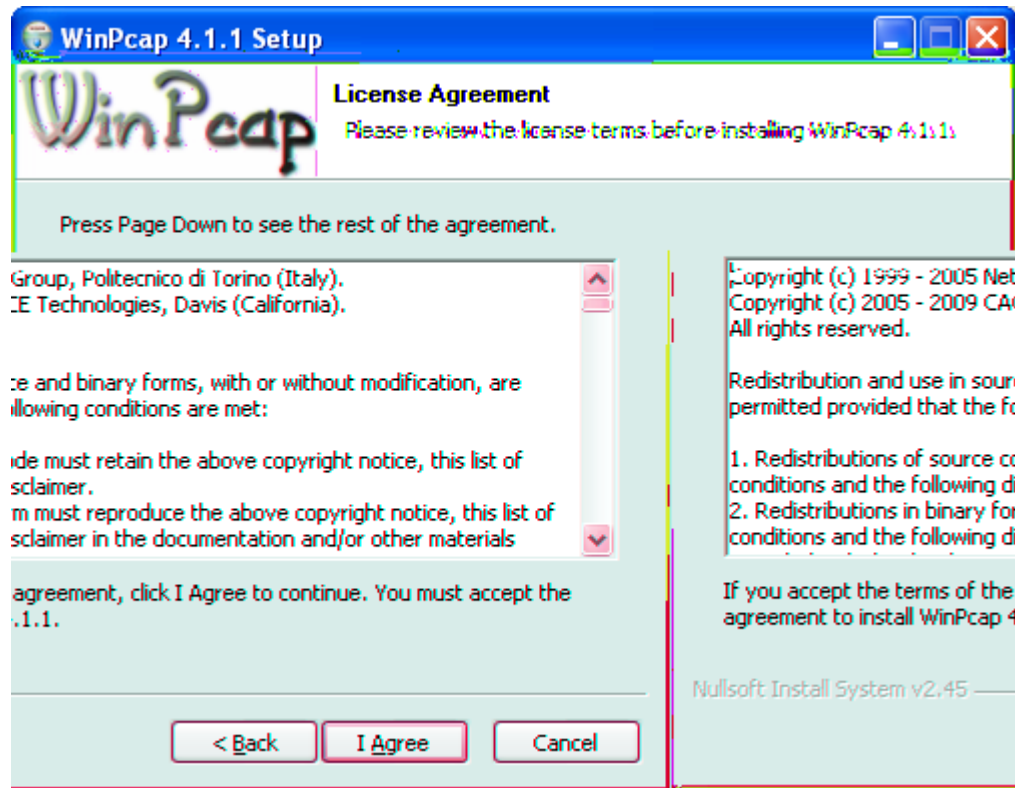 WinPcap 4.1.1 Setup
WinPcap
License Agreement
Please review the license terms before installing WinPcap 4.1.1.
Press Page Down to see the rest of the agreement.
Group, Politecnico di Torino (Italy).
CE Technologies, Davis (California).
ce and binary forms, with or without modification, are
ollowing conditions are met:
ode must retain the above copyright notice, this list of
sclaimer.
m must reproduce the above copyright notice, this list of
sclaimer in the documentation and/or other materials
agreement, click I Agree to continue. You must accept the
.1.1.
< Back
I Agree
Cancel
Copyright (c) 1999 - 2005 Net
Copyright (c) 2005 - 2009 CAC
All rights reserved.
Redistribution and use in sour
permitted provided that the fo
1. Redistributions of source co
conditions and the following di
2. Redistributions in binary for
conditions and the following di
If you accept the terms of the
agreement to install WinPcap 4
Nullsoft Install System v2.45